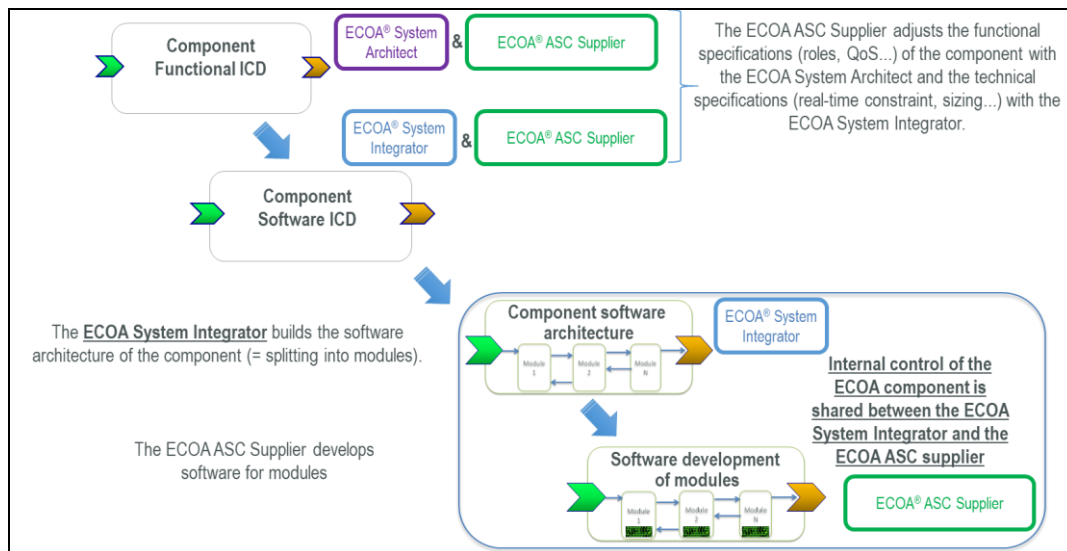 Component
Functional ICD
ECOA® System
Architect
&
ECOA® ASC Supplier
The ECOA ASC Supplier adjusts the functional
specifications (roles, QoS...) of the component with
the ECOA System Architect and the technical
specifications (real-time constraint, sizing...) with the
ECOA System Integrator.
ECOA® System
Integrator
&
ECOA® ASC Supplier
Component
Software ICD
The ECOA System Integrator builds the software
architecture of the component (= splitting into modules).
Component software
architecture
Module
1
Module
2
Module
N
ECOA® System
Integrator
Internal control of the
ECOA component is
shared between the ECOA
System Integrator and the
ECOA ASC supplier
The ECOA ASC Supplier develops
software for modules
Software development
of modules
Module
1
Module
2
Module
N
ECOA® ASC Supplier